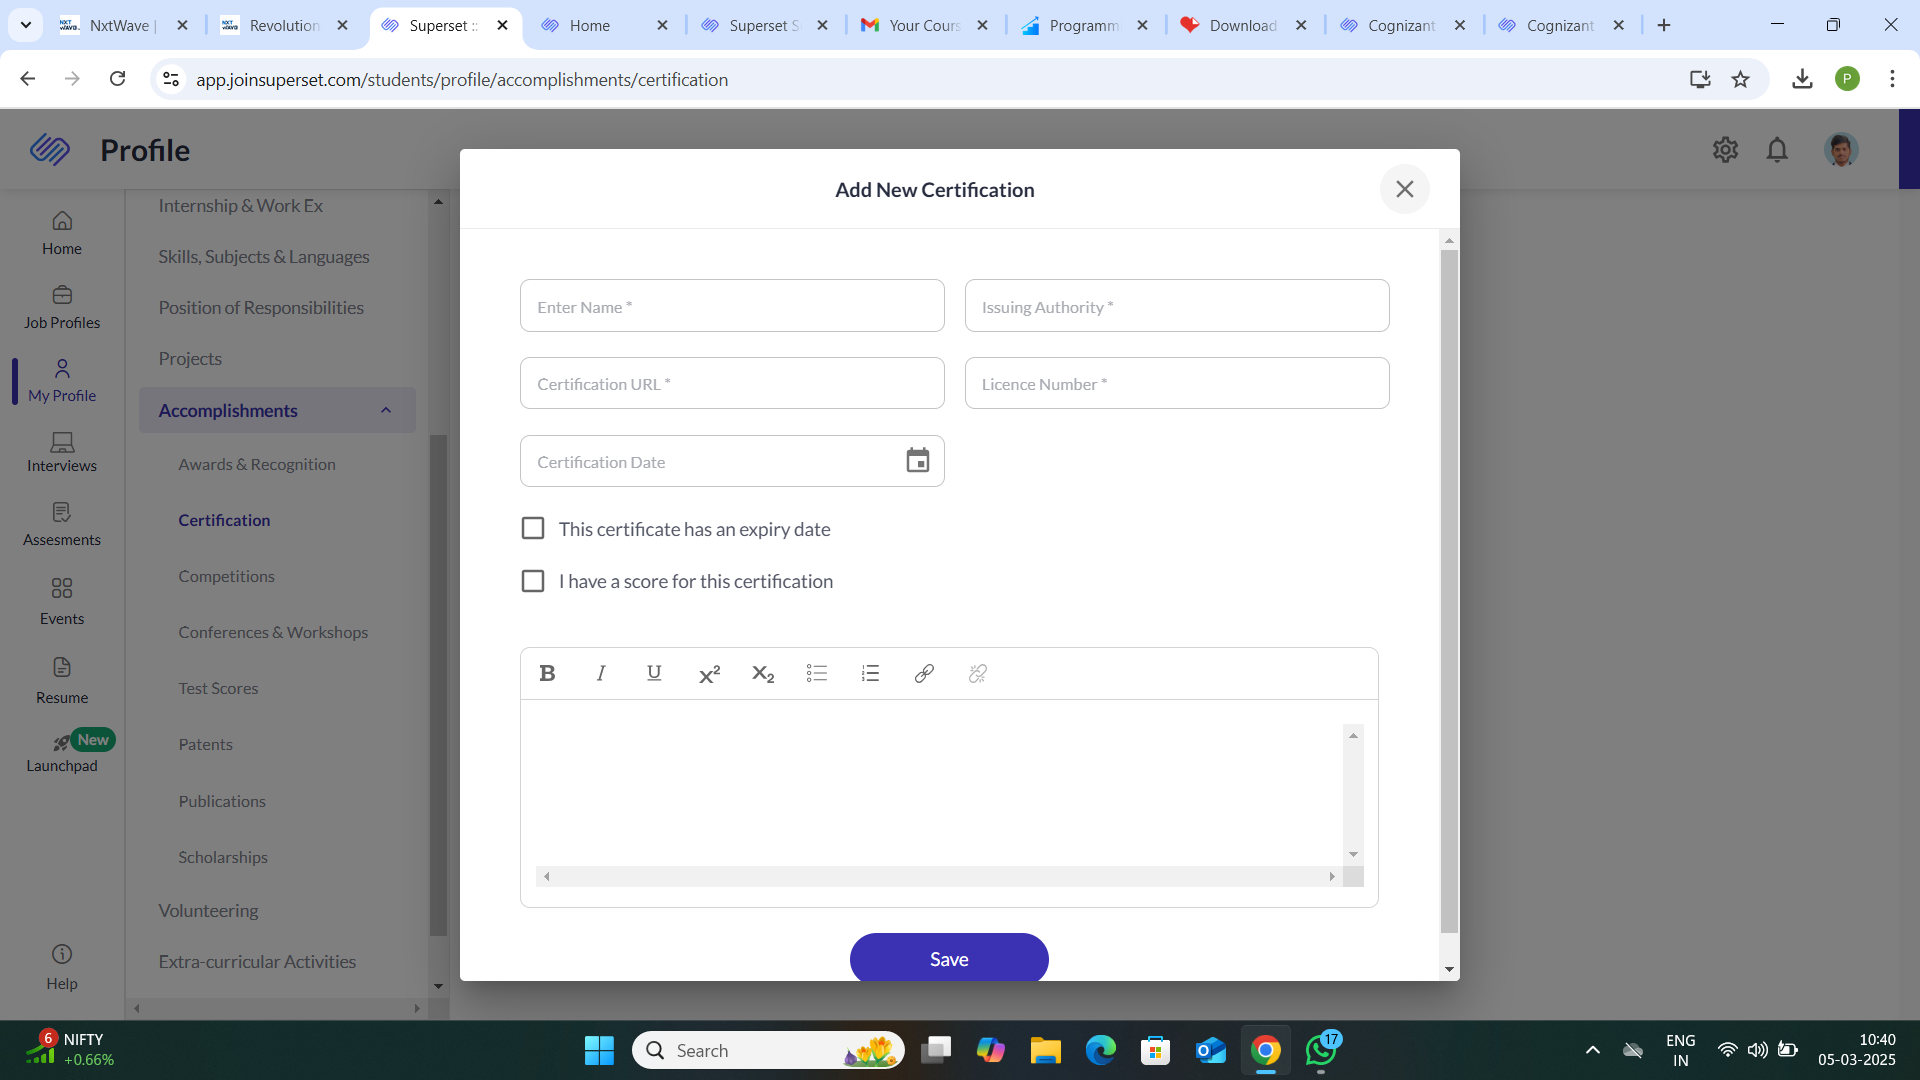 NxtWave |
Revolution
Superset ::
Home
Superset S
Your Cours
Programm
Download
Cognizant
Cognizant
app.joinsuperset.com/students/profile/accomplishments/certification
P
Profile
Home
Job Profiles
My Profile
Interviews
Assesments
Events
Resume
New
Launchpad
Help
Internship & Work Ex
Skills, Subjects & Languages
Position of Responsibilities
Projects
Accomplishments
Awards & Recognition
Certification
Competitions
Conferences & Workshops
Test Scores
Patents
Publications
Scholarships
Volunteering
Extra-curricular Activities
Add New Certification
Enter Name *
Issuing Authority *
Certification URL *
Licence Number *
Certification Date
This certificate has an expiry date
I have a score for this certification
B I U X² X₂
Save
6 NIFTY
+0.66%
Search
17
ENG
IN
10:40
05-03-2025